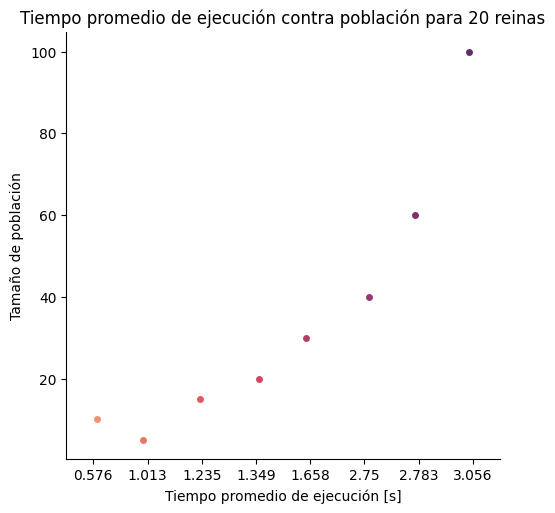 Tiempo promedio de ejecución contra población para 20 reinas
100
80
60
40
20
Tamaño de población
0.576 1.013 1.235 1.349 1.658 2.75 2.783 3.056
Tiempo promedio de ejecución [s]